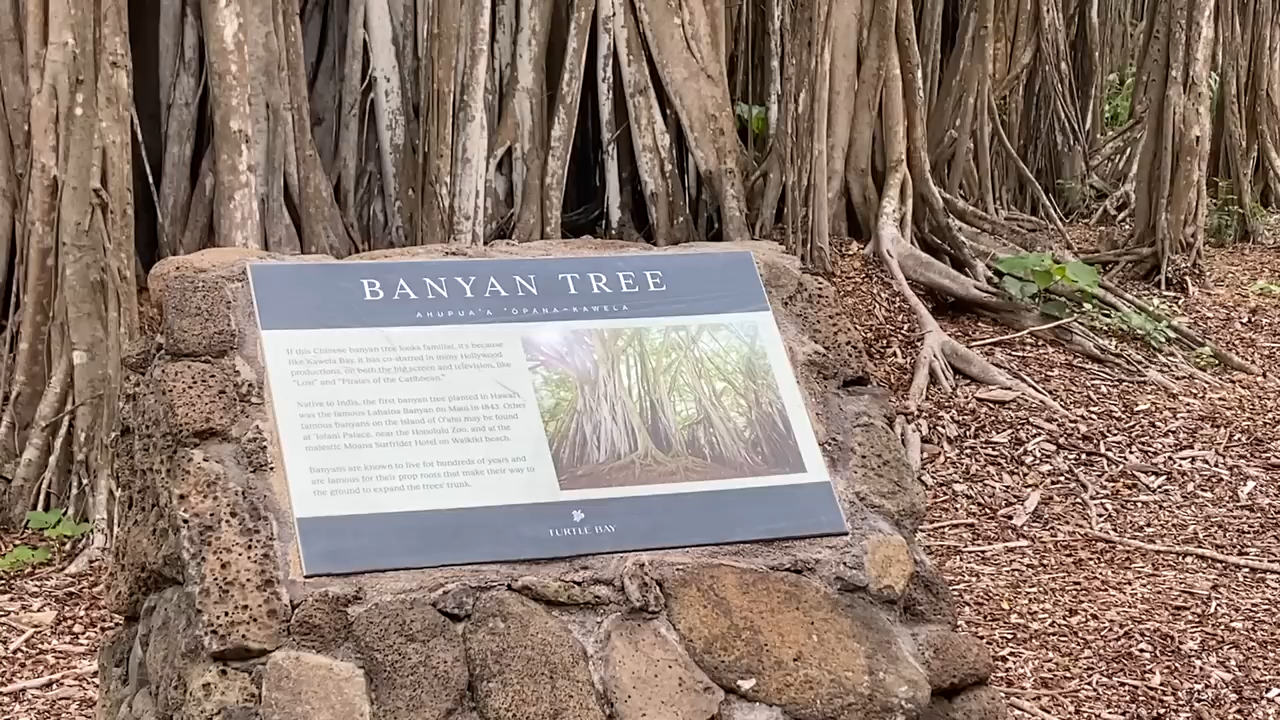 BANYAN TREE
AHUPUA'A 'ŌPANA~KAWELA
If this Chinese banyan tree looks familiar, it's because
like Kawela Bay, it has co-starred in many Hollywood
productions, on both the big screen and television, like
"Lost" and "Pirates of the Caribbean."
Native to India, the first banyan tree planted in Hawai'i
was the famous Lahaina Banyan on Maui in 1843. Other
famous banyans on the island of O'ahu may be found
at 'Iolani Palace, near the Honolulu Zoo, and at the
majestic Moana Surfrider Hotel on Waikiki beach.
Banyans are known to live for hundreds of years and
are famous for their prop roots that make their way to
the ground to expand the trees' trunk.
TURTLE BAY